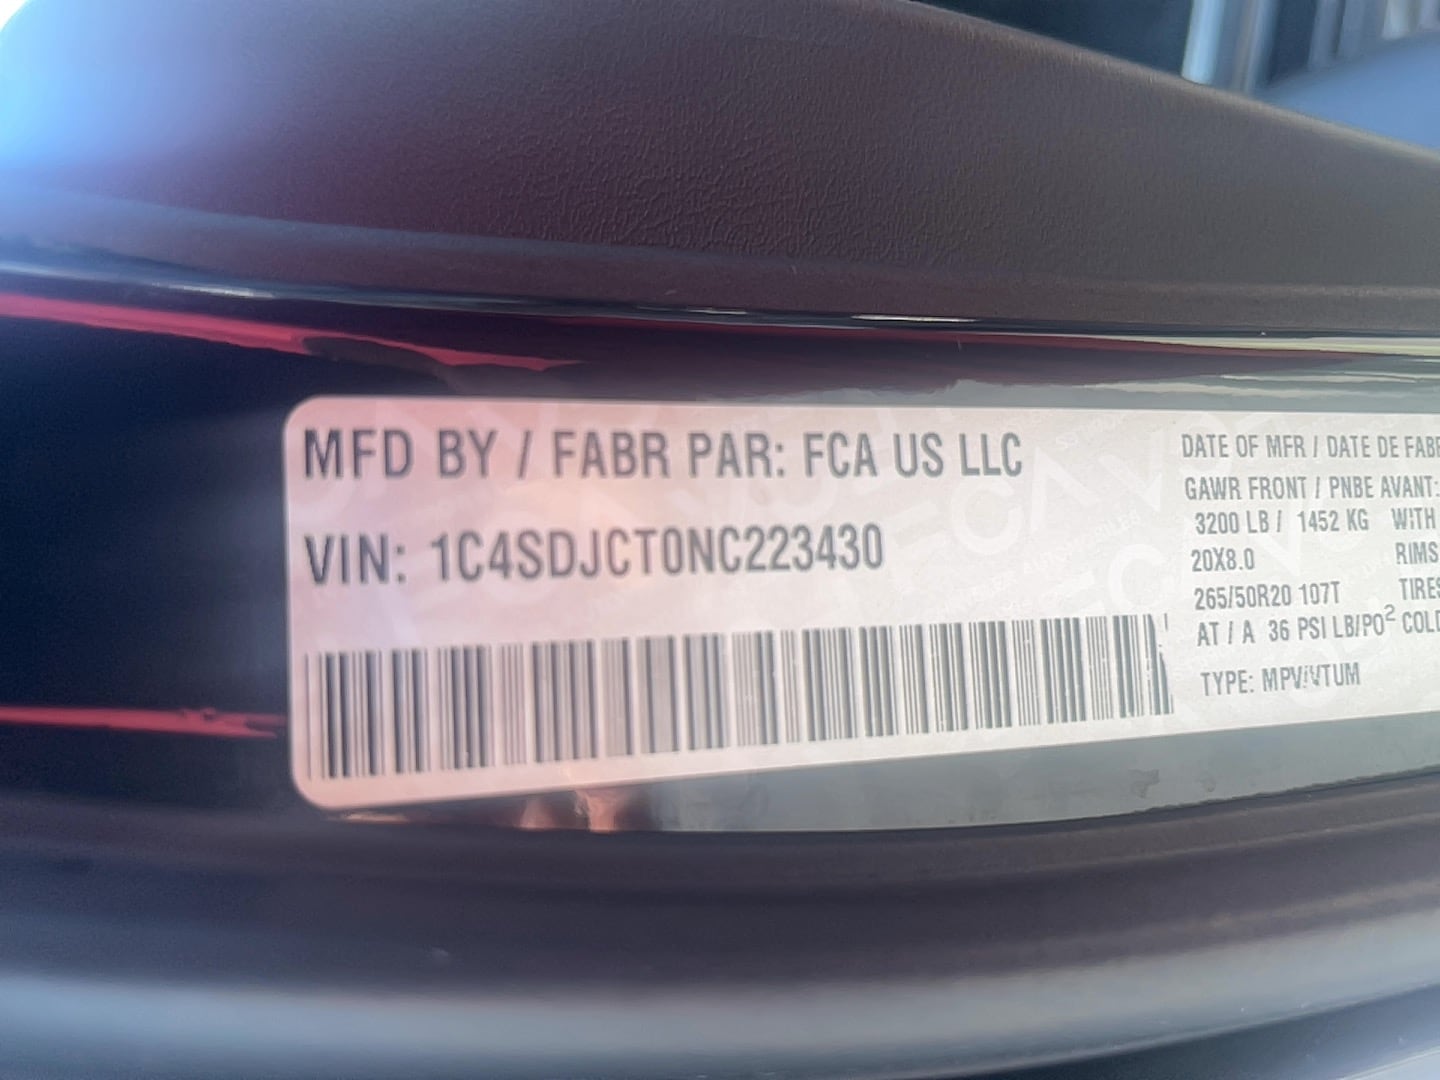 MFD BY / FABR PAR: FCA US LLC
VIN: 1C4SDJCT0NC223430
DATE OF MFR / DATE DE FABR
GAWR FRONT / PNBE AVANT:
3200 LB / 1452 KG WITH
20X8.0 RIMS
265/50R20 107T TIRES
AT / A 36 PSI LB/PO² COLD
TYPE: MPV/VTUM